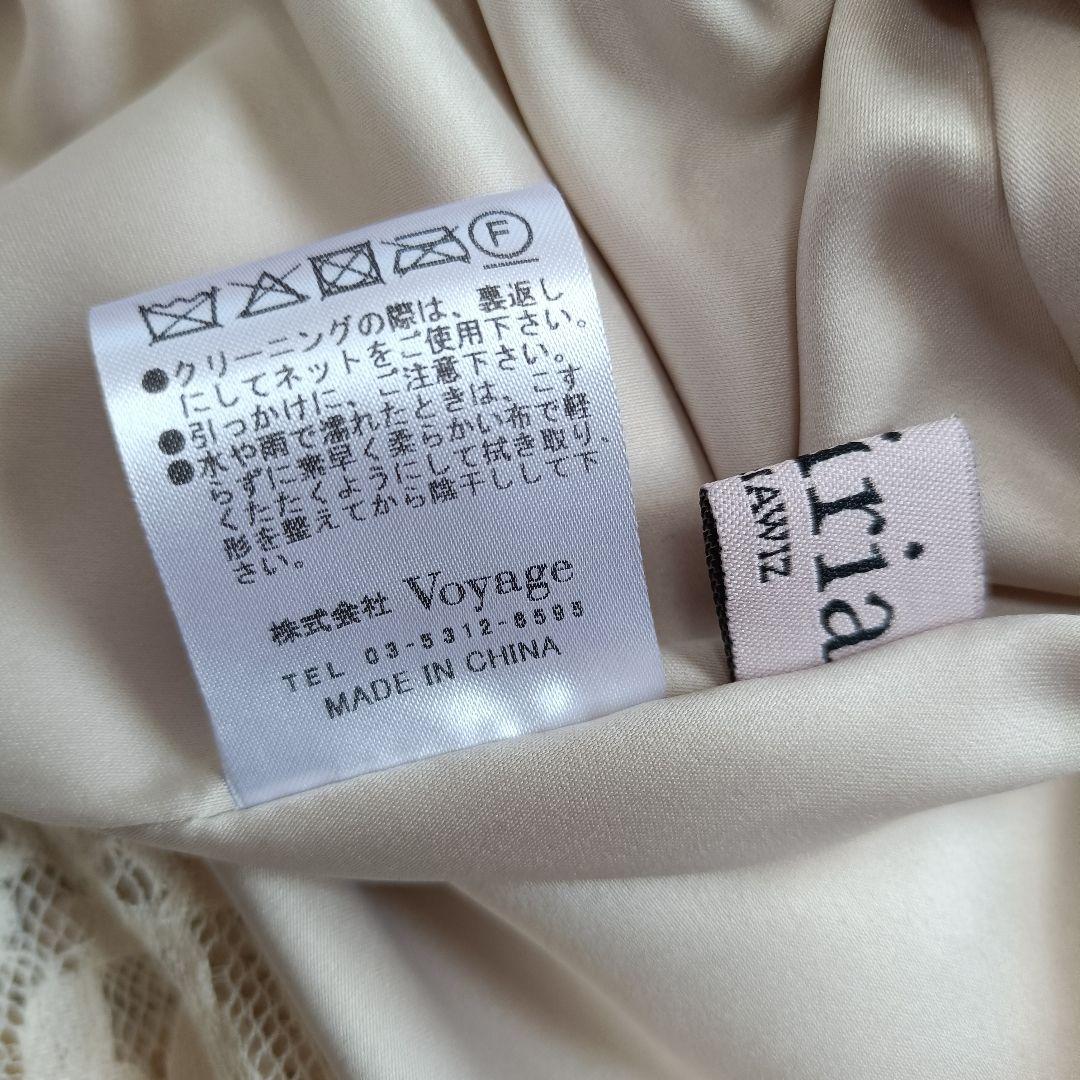 F
●クリーニングの際は、裏返し
にしてネットをご使用下さい。
●引っかけに、ご注意下さい。
●水や雨で濡れたときは、こす
らずに素早く柔らかい布で軽
くたたくようにして拭き取り、
形を整えてから陰干しして下
さい。
株式会社 Voyage
TEL 03-5312-6595
MADE IN CHINA
iria
NAWIZ